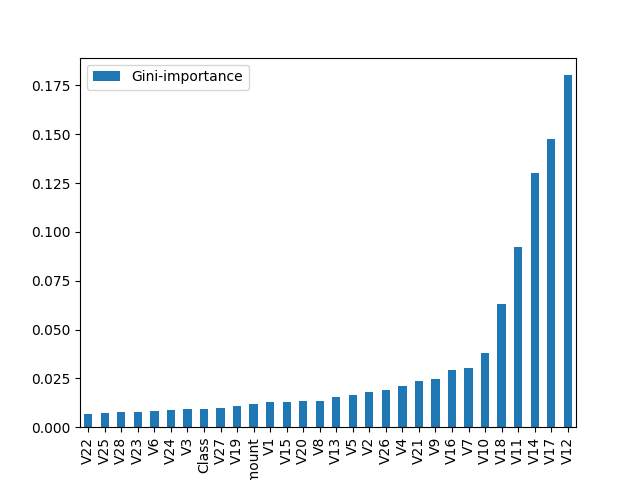 Gini-importance
0.175
0.150
0.125
0.100
0.075
0.050
0.025
0.000
V22
V25
V28
V23
V6
V24
V3
Class
V27
V19
mount
V1
V15
V20
V8
V13
V5
V2
V26
V4
V21
V9
V16
V7
V10
V18
V11
V14
V17
V12